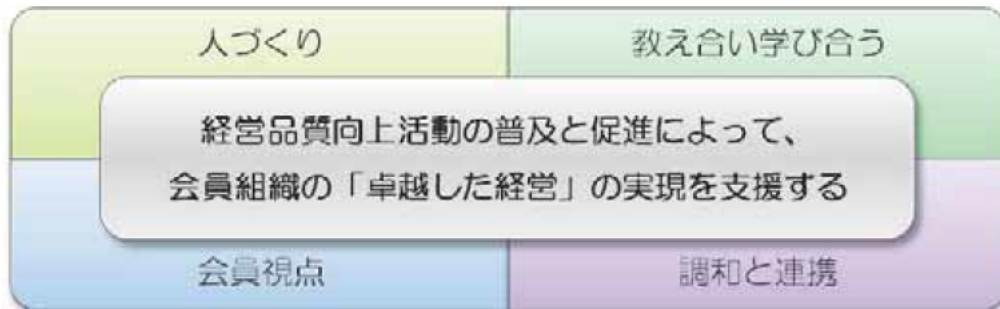 人づくり
教え合い学び合う
経営品質向上活動の普及と促進によって、
会員組織の「卓越した経営」の実現を支援する
会員視点
調和と連携